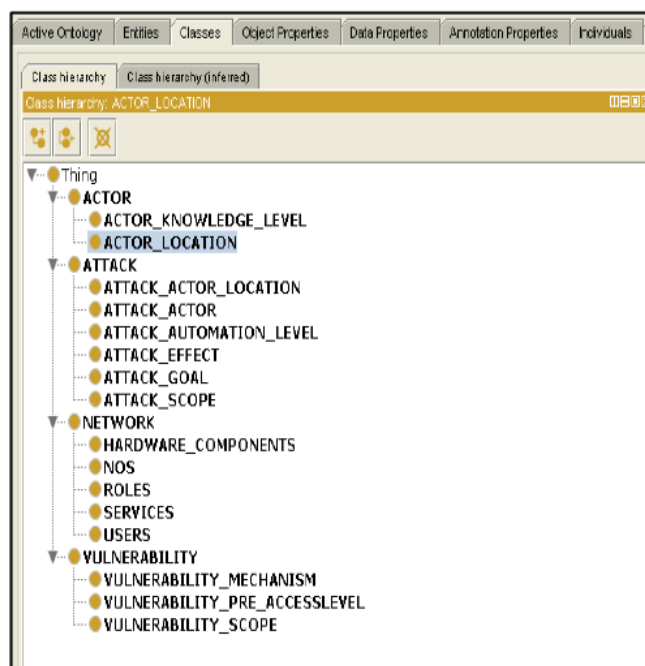 Active Ontology Entities Classes Object Properties Data Properties Annotation Properties Individuals
Class hierarchy Class hierarchy (inferred)
Class hierarchy: ACTOR_LOCATION
Thing
ACTOR
ACTOR_KNOWLEDGE_LEVEL
ACTOR_LOCATION
ATTACK
ATTACK_ACTOR_LOCATION
ATTACK_ACTOR
ATTACK_AUTOMATION_LEVEL
ATTACK_EFFECT
ATTACK_GOAL
ATTACK_SCOPE
NETWORK
HARDWARE_COMPONENTS
NOS
ROLES
SERVICES
USERS
VULNERABILITY
VULNERABILITY_MECHANISM
VULNERABILITY_PRE_ACCESSLEVEL
VULNERABILITY_SCOPE